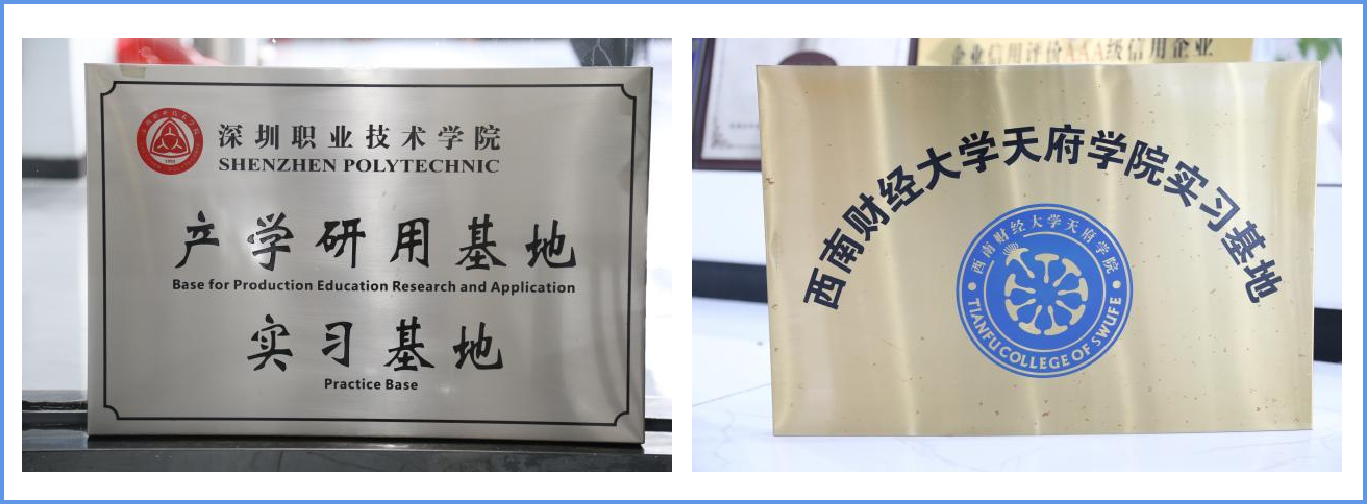 深圳职业技术学院
SHENZHEN POLYTECHNIC
产学研用基地
Base for Production Education Research and Application
实习基地
Practice Base
企业信用评价AAA级信用企业
西南财经大学天府学院实习基地
西南财经大学天府学院
TIANFU COLLEGE OF SWUFE